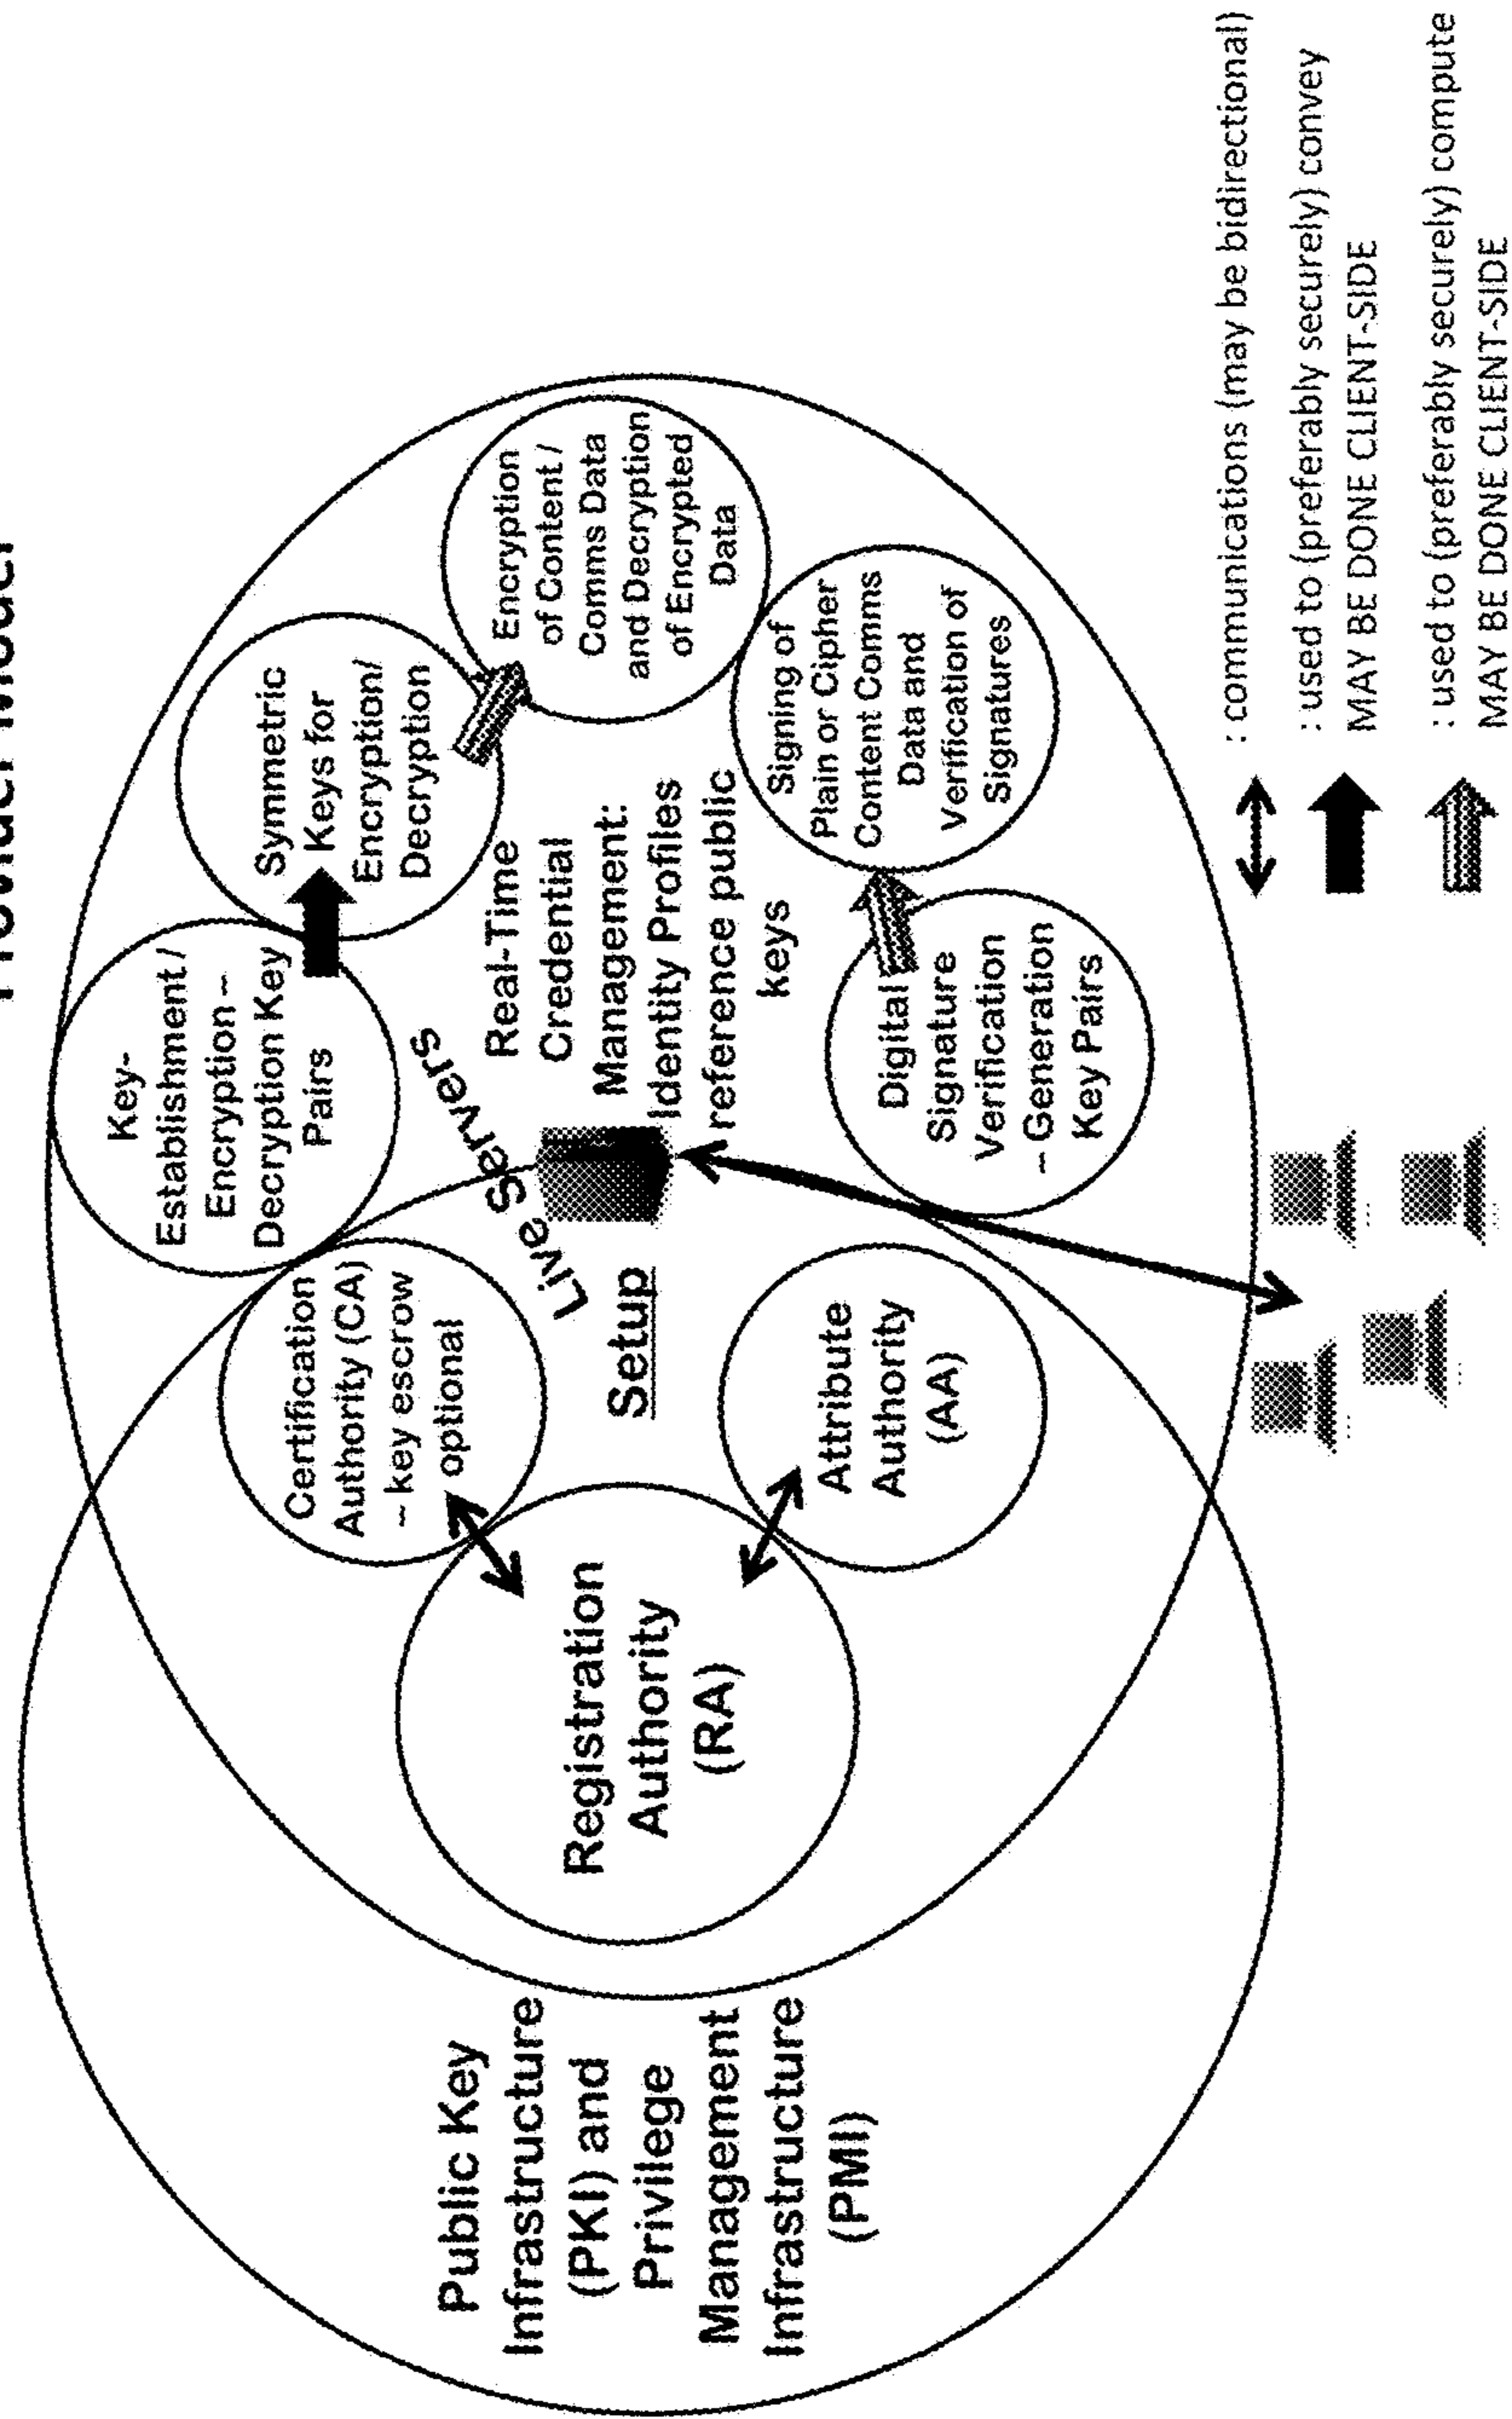 Public Key
Infrastructure
(PKI) and
Privilege
Management
Infrastructure
(PMI)
Registration
Authority
(RA)
Certification
Authority (CA)
– key escrow
optional
Setup
Attribute
Authority
(AA)
Live Servers
Key-
Establishment /
Encryption –
Decryption Key
Pairs
Symmetric
Keys for
Encryption/
Decryption
Encryption
of Content /
Comms Data
and Decryption
of Encrypted
Data
Real-Time
Credential
Management:
Identity Profiles
reference public
keys
Digital
Signature
Verification
– Generation
Key Pairs
Signing of
Plain or Cipher
Content Comms
Data and
Verification of
Signatures
: communications (may be bidirectional)
: used to (preferably securely) convey
MAY BE DONE CLIENT-SIDE
: used to (preferably securely) compute
MAY BE DONE CLIENT-SIDE